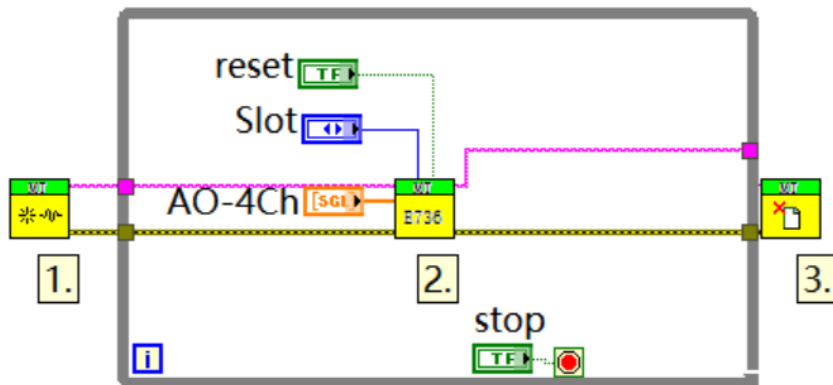 reset
TF
Slot
AO-4Ch
[SGL
E736
1.
2.
3.
stop
TF
i